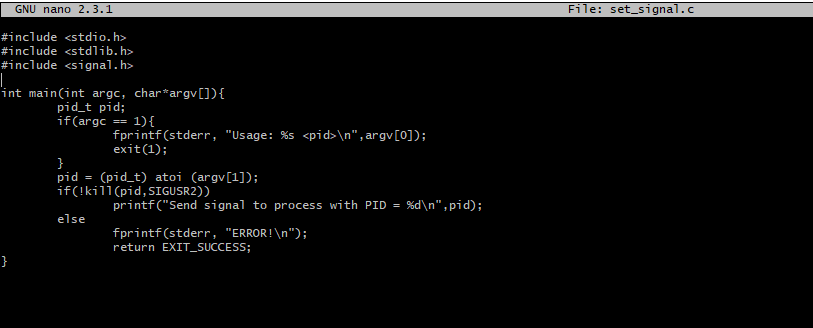 GNU nano 2.3.1 File: set_signal.c
#include <stdio.h>
#include <stdlib.h>
#include <signal.h>
int main(int argc, char*argv[]){
        pid_t pid;
        if(argc == 1){
                fprintf(stderr, "Usage: %s <pid>\n",argv[0]);
                exit(1);
        }
        pid = (pid_t) atoi (argv[1]);
        if(!kill(pid,SIGUSR2))
                printf("Send signal to process with PID = %d\n",pid);
        else
                fprintf(stderr, "ERROR!\n");
                return EXIT_SUCCESS;
}